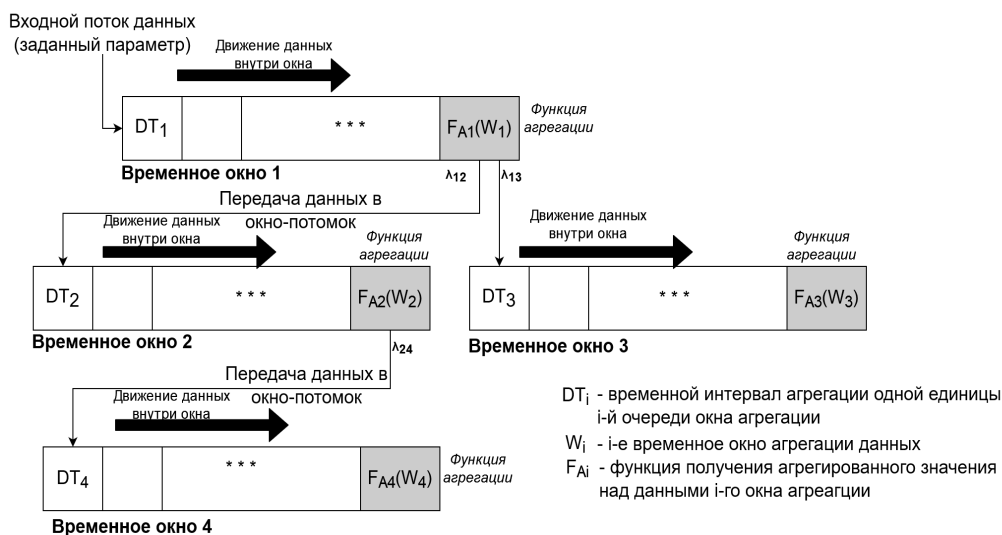 Входной поток данных
(заданный параметр)
Движение данных
внутри окна
DT1
* * *
FA1(W1)
Функция
агрегации
Временное окно 1
λ12
λ13
Передача данных в
окно-потомок
Движение данных
внутри окна
Функция
агрегации
DT2
* * *
FA2(W2)
Временное окно 2
λ24
Движение данных
внутри окна
Функция
агрегации
DT3
* * *
FA3(W3)
Временное окно 3
Передача данных в
окно-потомок
Движение данных
внутри окна
DT4
* * *
FA4(W4)
Функция
агрегации
Временное окно 4
DTi - временной интервал агрегации одной единицы
i-й очереди окна агрегации
Wi - i-е временное окно агрегации данных
FAi - функция получения агрегированного значения
над данными i-го окна агреагции